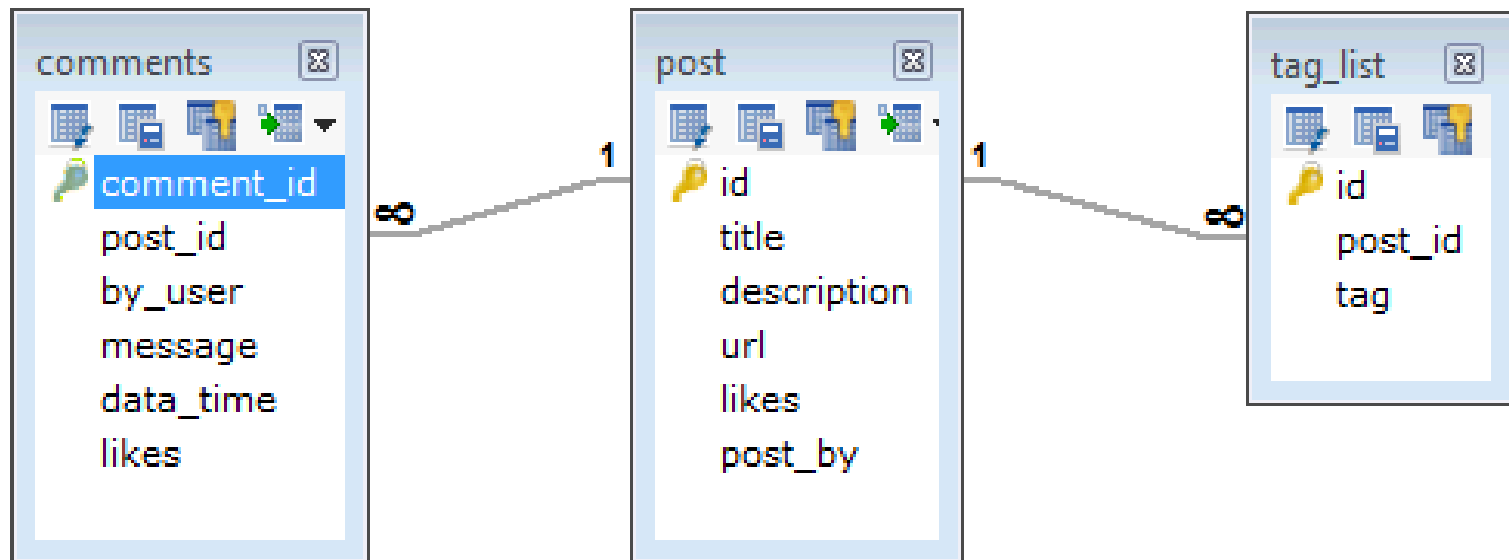 comments
comment_id
post_id
by_user
message
data_time
likes
∞
1
post
id
title
description
url
likes
post_by
1
∞
tag_list
id
post_id
tag